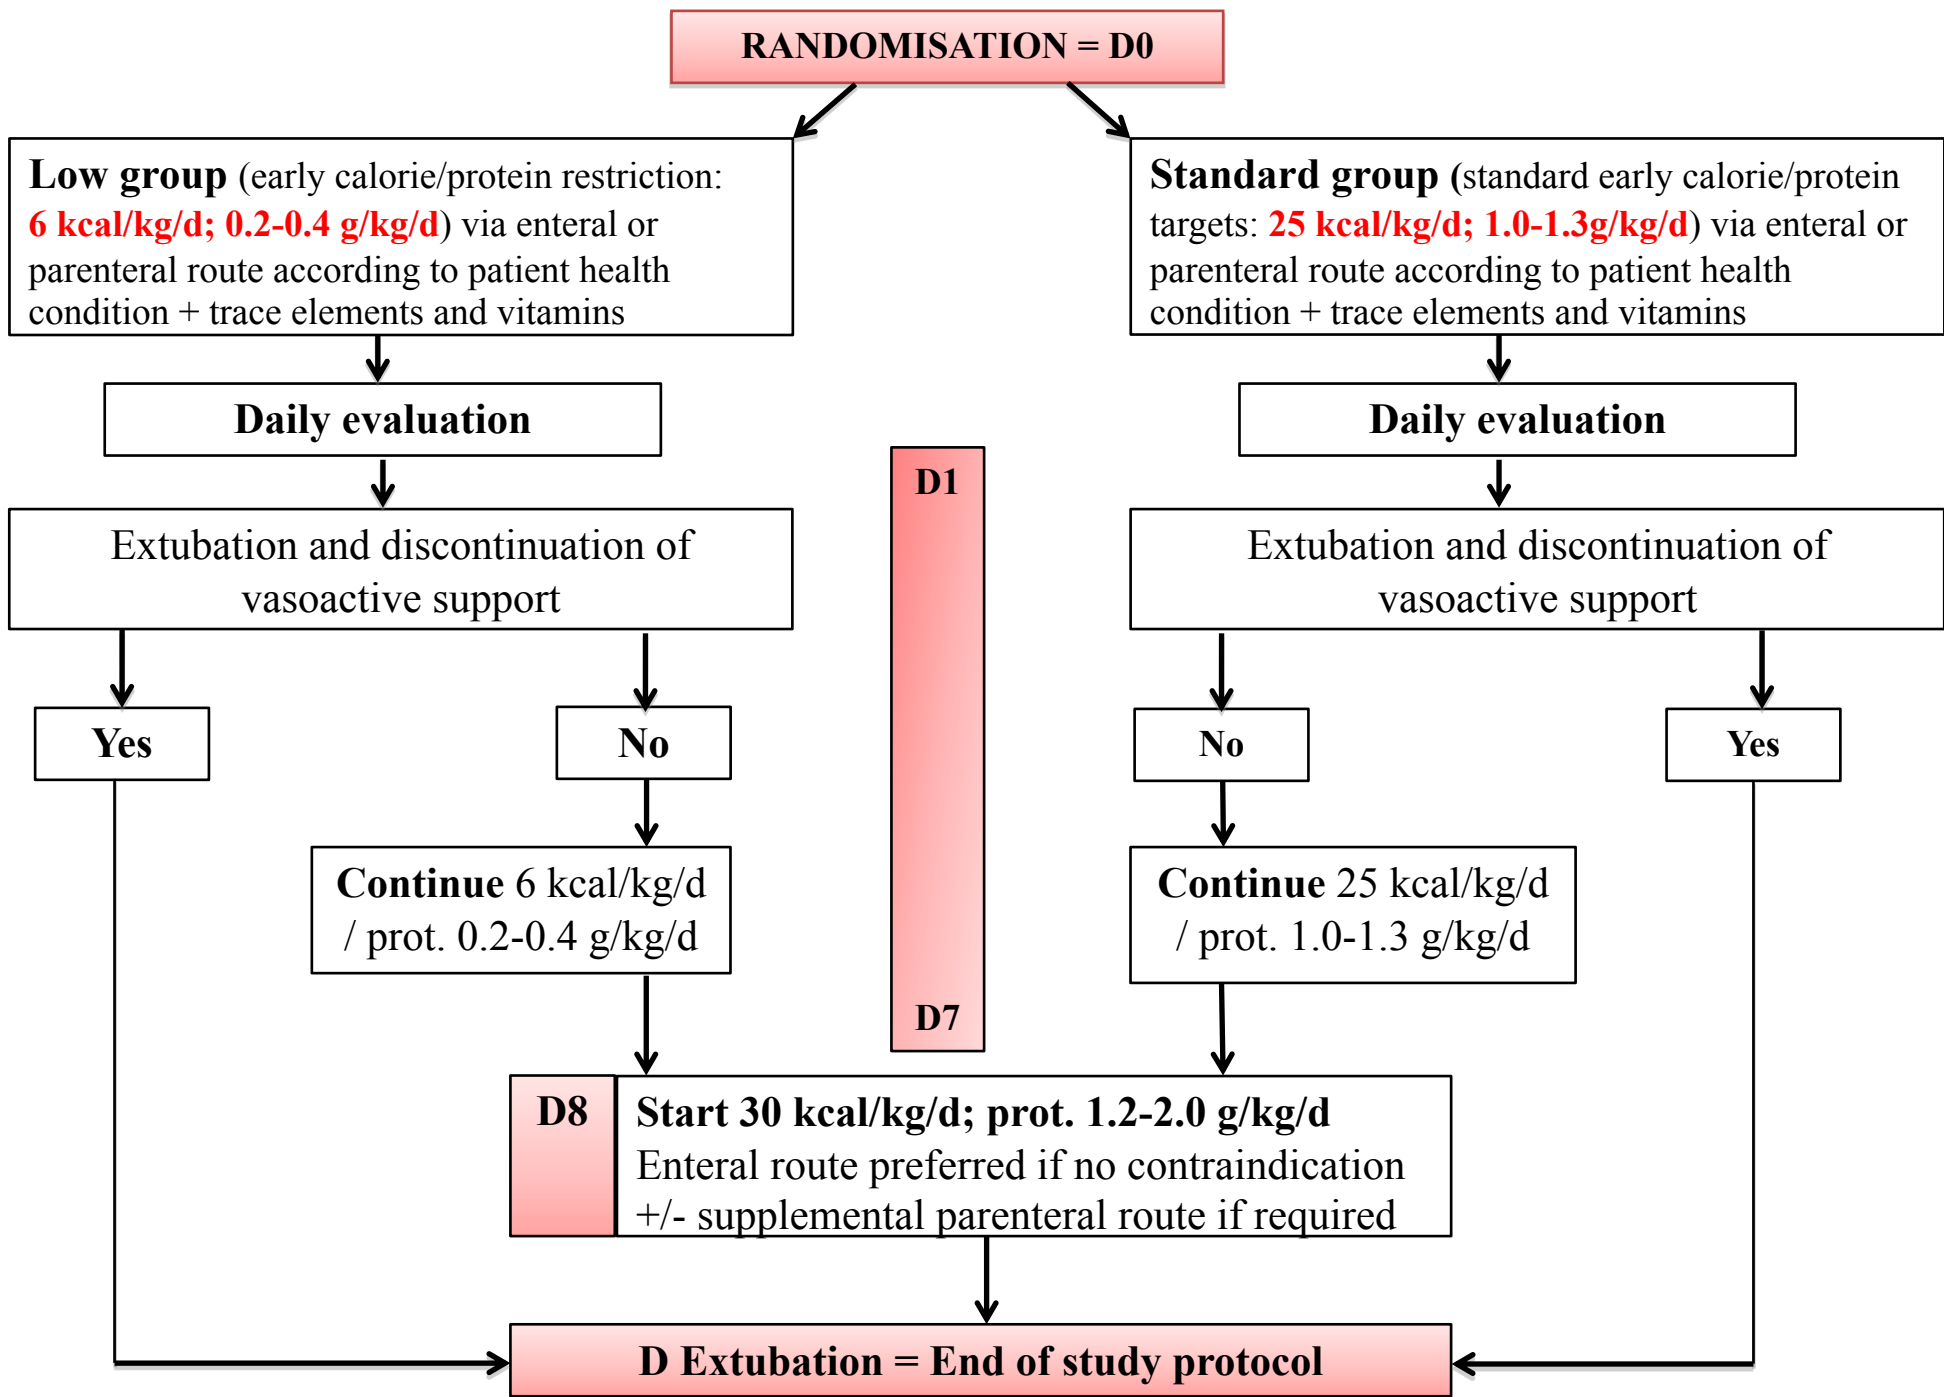 RANDOMISATION = D0
Low group (early calorie/protein restriction:
6 kcal/kg/d; 0.2-0.4 g/kg/d) via enteral or
parenteral route according to patient health
condition + trace elements and vitamins
Standard group (standard early calorie/protein
targets: 25 kcal/kg/d; 1.0-1.3g/kg/d) via enteral or
parenteral route according to patient health
condition + trace elements and vitamins
Daily evaluation
Daily evaluation
D1
Extubation and discontinuation of
vasoactive support
Extubation and discontinuation of
vasoactive support
Yes
No
No
Yes
Continue 6 kcal/kg/d
/ prot. 0.2-0.4 g/kg/d
Continue 25 kcal/kg/d
/ prot. 1.0-1.3 g/kg/d
D7
D8
Start 30 kcal/kg/d; prot. 1.2-2.0 g/kg/d
Enteral route preferred if no contraindication
+/- supplemental parenteral route if required
D Extubation = End of study protocol